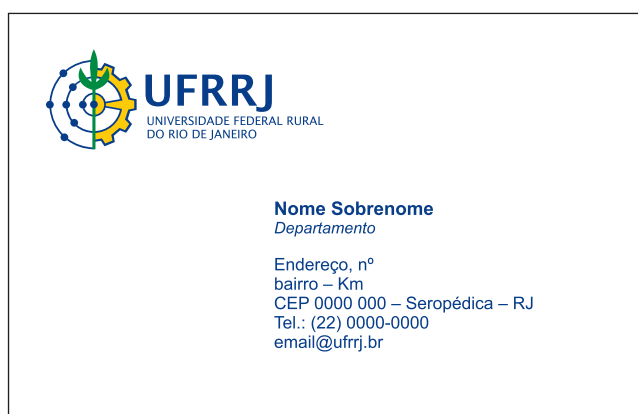 UFRRJ
UNIVERSIDADE FEDERAL RURAL
DO RIO DE JANEIRO
Nome Sobrenome
Departamento
Endereço, nº
bairro – Km
CEP 0000 000 – Seropédica – RJ
Tel.: (22) 0000-0000
email@ufrrj.br